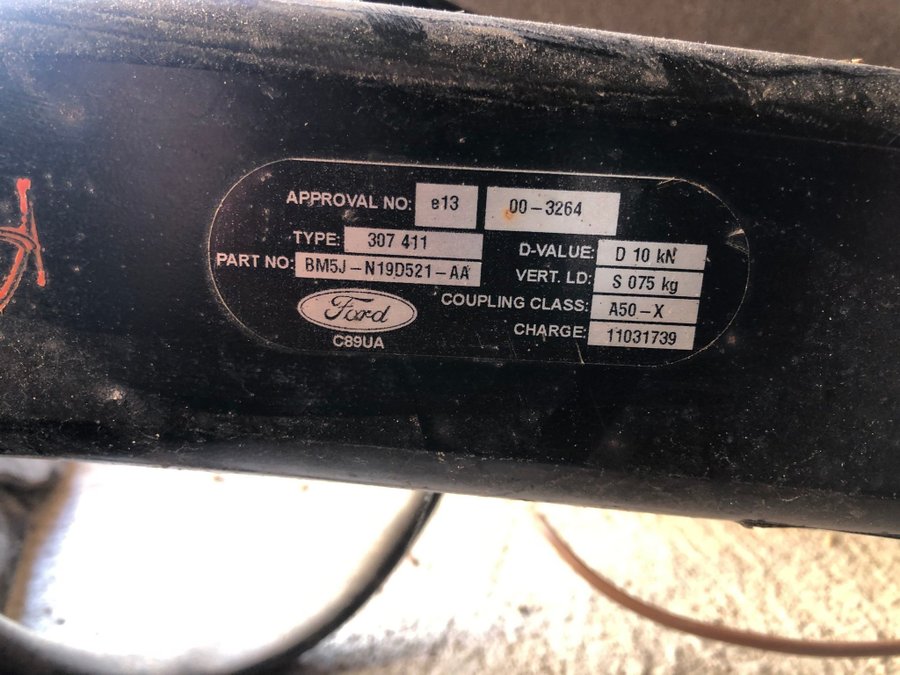 APPROVAL NO: e13 00-3264
TYPE: 307 411
PART NO: BM5J-N19D521-AA
D-VALUE: D 10 kN
VERT. LD: S 075 kg
COUPLING CLASS: A50-X
CHARGE: 11031739
Ford
C89UA